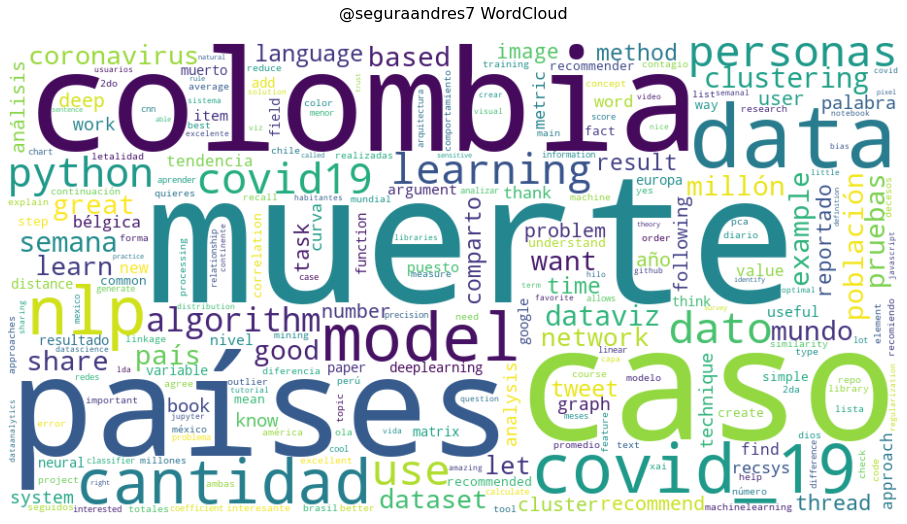 @seguraandres7 WordCloud
colombia
muerte
países
caso
data
covid_19
model
nlp
cantidad
personas
covid19
learning
python
coronavirus
language
based
image
method
clustering
análisis
deep
work
muerto
add
item
field
metric
recommender
word
user
palabra
usuarios
2do
rule
average
natural
reduce
solution
viz
trust
color
menor
arquitectura
comportamiento
crear
visual
training
concept
contagio
score
main
fact
video
nice
list
way
semanal
research
covid
pixel
notebook
bias
sentence
cnn
able
sistema
best
excelente
chart
letalidad
tendencia
chile
called
realizadas
sensitive
information
result
millón
example
reportado
población
pruebas
decesos
javascript
explain
continuación
aprender
quieres
recall
habitantes
mundial
argument
analizar
machine
thank
europa
yes
pca
diario
theory
order
little
definition
great
step
bélgica
forma
practice
semana
learn
new
common
distance
generate
processing
relationship
continente
correlation
task
case
curva
function
libraries
measure
puesto
comparto
problem
understand
want
time
hilo
github
año
identify
following
think
value
optimal
useful
mundo
element
recomiendo
sharing
mexico
linkage
distribution
algorithm
number
precision
term
need
favorite
allows
survey
dataviz
network
dato
similarity
type
lot
approaches
resultado
datascience
share
país
variable
nivel
mining
good
diferencia
paper
deeplearning
google
linear
capa
course
modelo
tweet
graph
technique
simple
2da
repo
library
lista
code
regularization
redes
lda
agree
important
book
outlier
tutorial
mean
know
perú
topic
question
analysis
meses
feature
promedio
text
create
dios
difference
check
approach
dataanalytics
error
jupyter
méxico
problema
américa
ola
vida
cool
matrix
use
let
xai
find
recsys
help
número
neural
classifier
millones
excellent
amazing
recommended
calculate
system
project
right
ambas
dataset
tool
cluster
recommend
machinelearning
thread
seguidos
interested
totales
coefficient
interesante
brasil
better